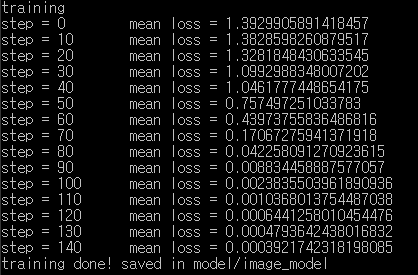 training
step = 0 mean loss = 1.3929905891418457
step = 10 mean loss = 1.3828598260879517
step = 20 mean loss = 1.3281848430633545
step = 30 mean loss = 1.0992988348007202
step = 40 mean loss = 1.0461777448654175
step = 50 mean loss = 0.757497251033783
step = 60 mean loss = 0.43973755836486816
step = 70 mean loss = 0.17067275941371918
step = 80 mean loss = 0.042258091270923615
step = 90 mean loss = 0.008834458887577057
step = 100 mean loss = 0.0023835503961890936
step = 110 mean loss = 0.0010368013754487038
step = 120 mean loss = 0.0006441258010454476
step = 130 mean loss = 0.0004793642438016832
step = 140 mean loss = 0.00039217423181980​85
training done! saved in model/image_model